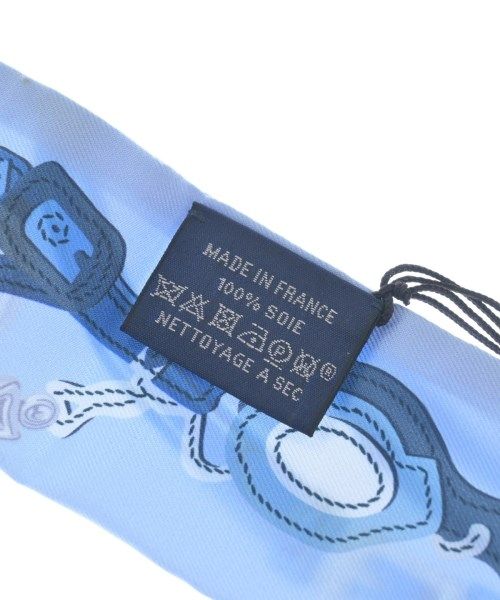 MADE IN FRANCE
100% SOIE
P W ®
NETTOYAGE A SEC